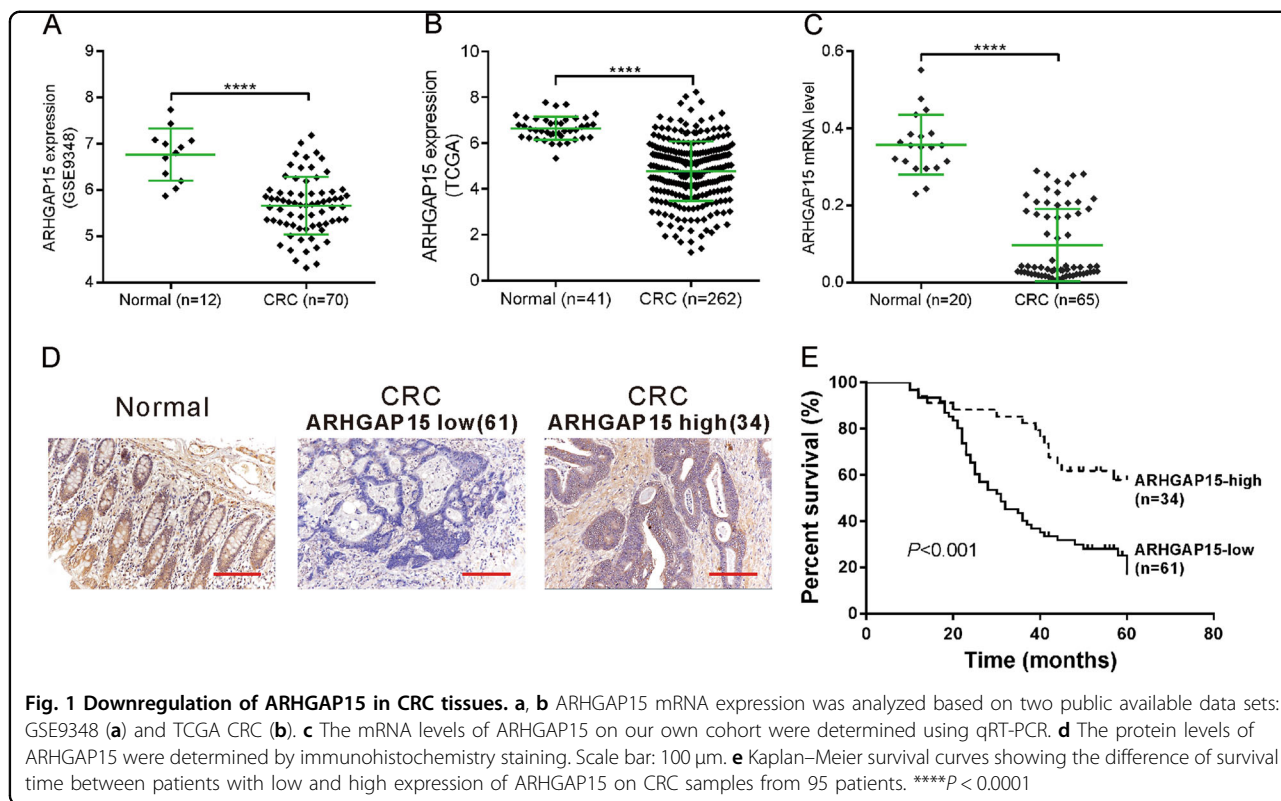 A
ARHGAP15 expression
(GSE9348)
9
8
7
6
5
4
****
Normal (n=12)
CRC (n=70)
B
ARHGAP15 expression
(TCGA)
10
8
6
4
2
0
****
Normal (n=41)
CRC (n=262)
C
ARHGAP15 mRNA level
0.6
0.4
0.2
0.0
****
Normal (n=20)
CRC (n=65)
D
Normal
CRC
ARHGAP15 low(61)
CRC
ARHGAP15 high(34)
E
Percent survival (%)
100
80
60
40
20
0
P<0.001
ARHGAP15-high
(n=34)
ARHGAP15-low
(n=61)
0
20
40
60
80
Time (months)
Fig. 1 Downregulation of ARHGAP15 in CRC tissues. a, b ARHGAP15 mRNA expression was analyzed based on two public available data sets:
GSE9348 (a) and TCGA CRC (b). c The mRNA levels of ARHGAP15 on our own cohort were determined using qRT-PCR. d The protein levels of
ARHGAP15 were determined by immunohistochemistry staining. Scale bar: 100 μm. e Kaplan–Meier survival curves showing the difference of survival
time between patients with low and high expression of ARHGAP15 on CRC samples from 95 patients. ****P < 0.0001